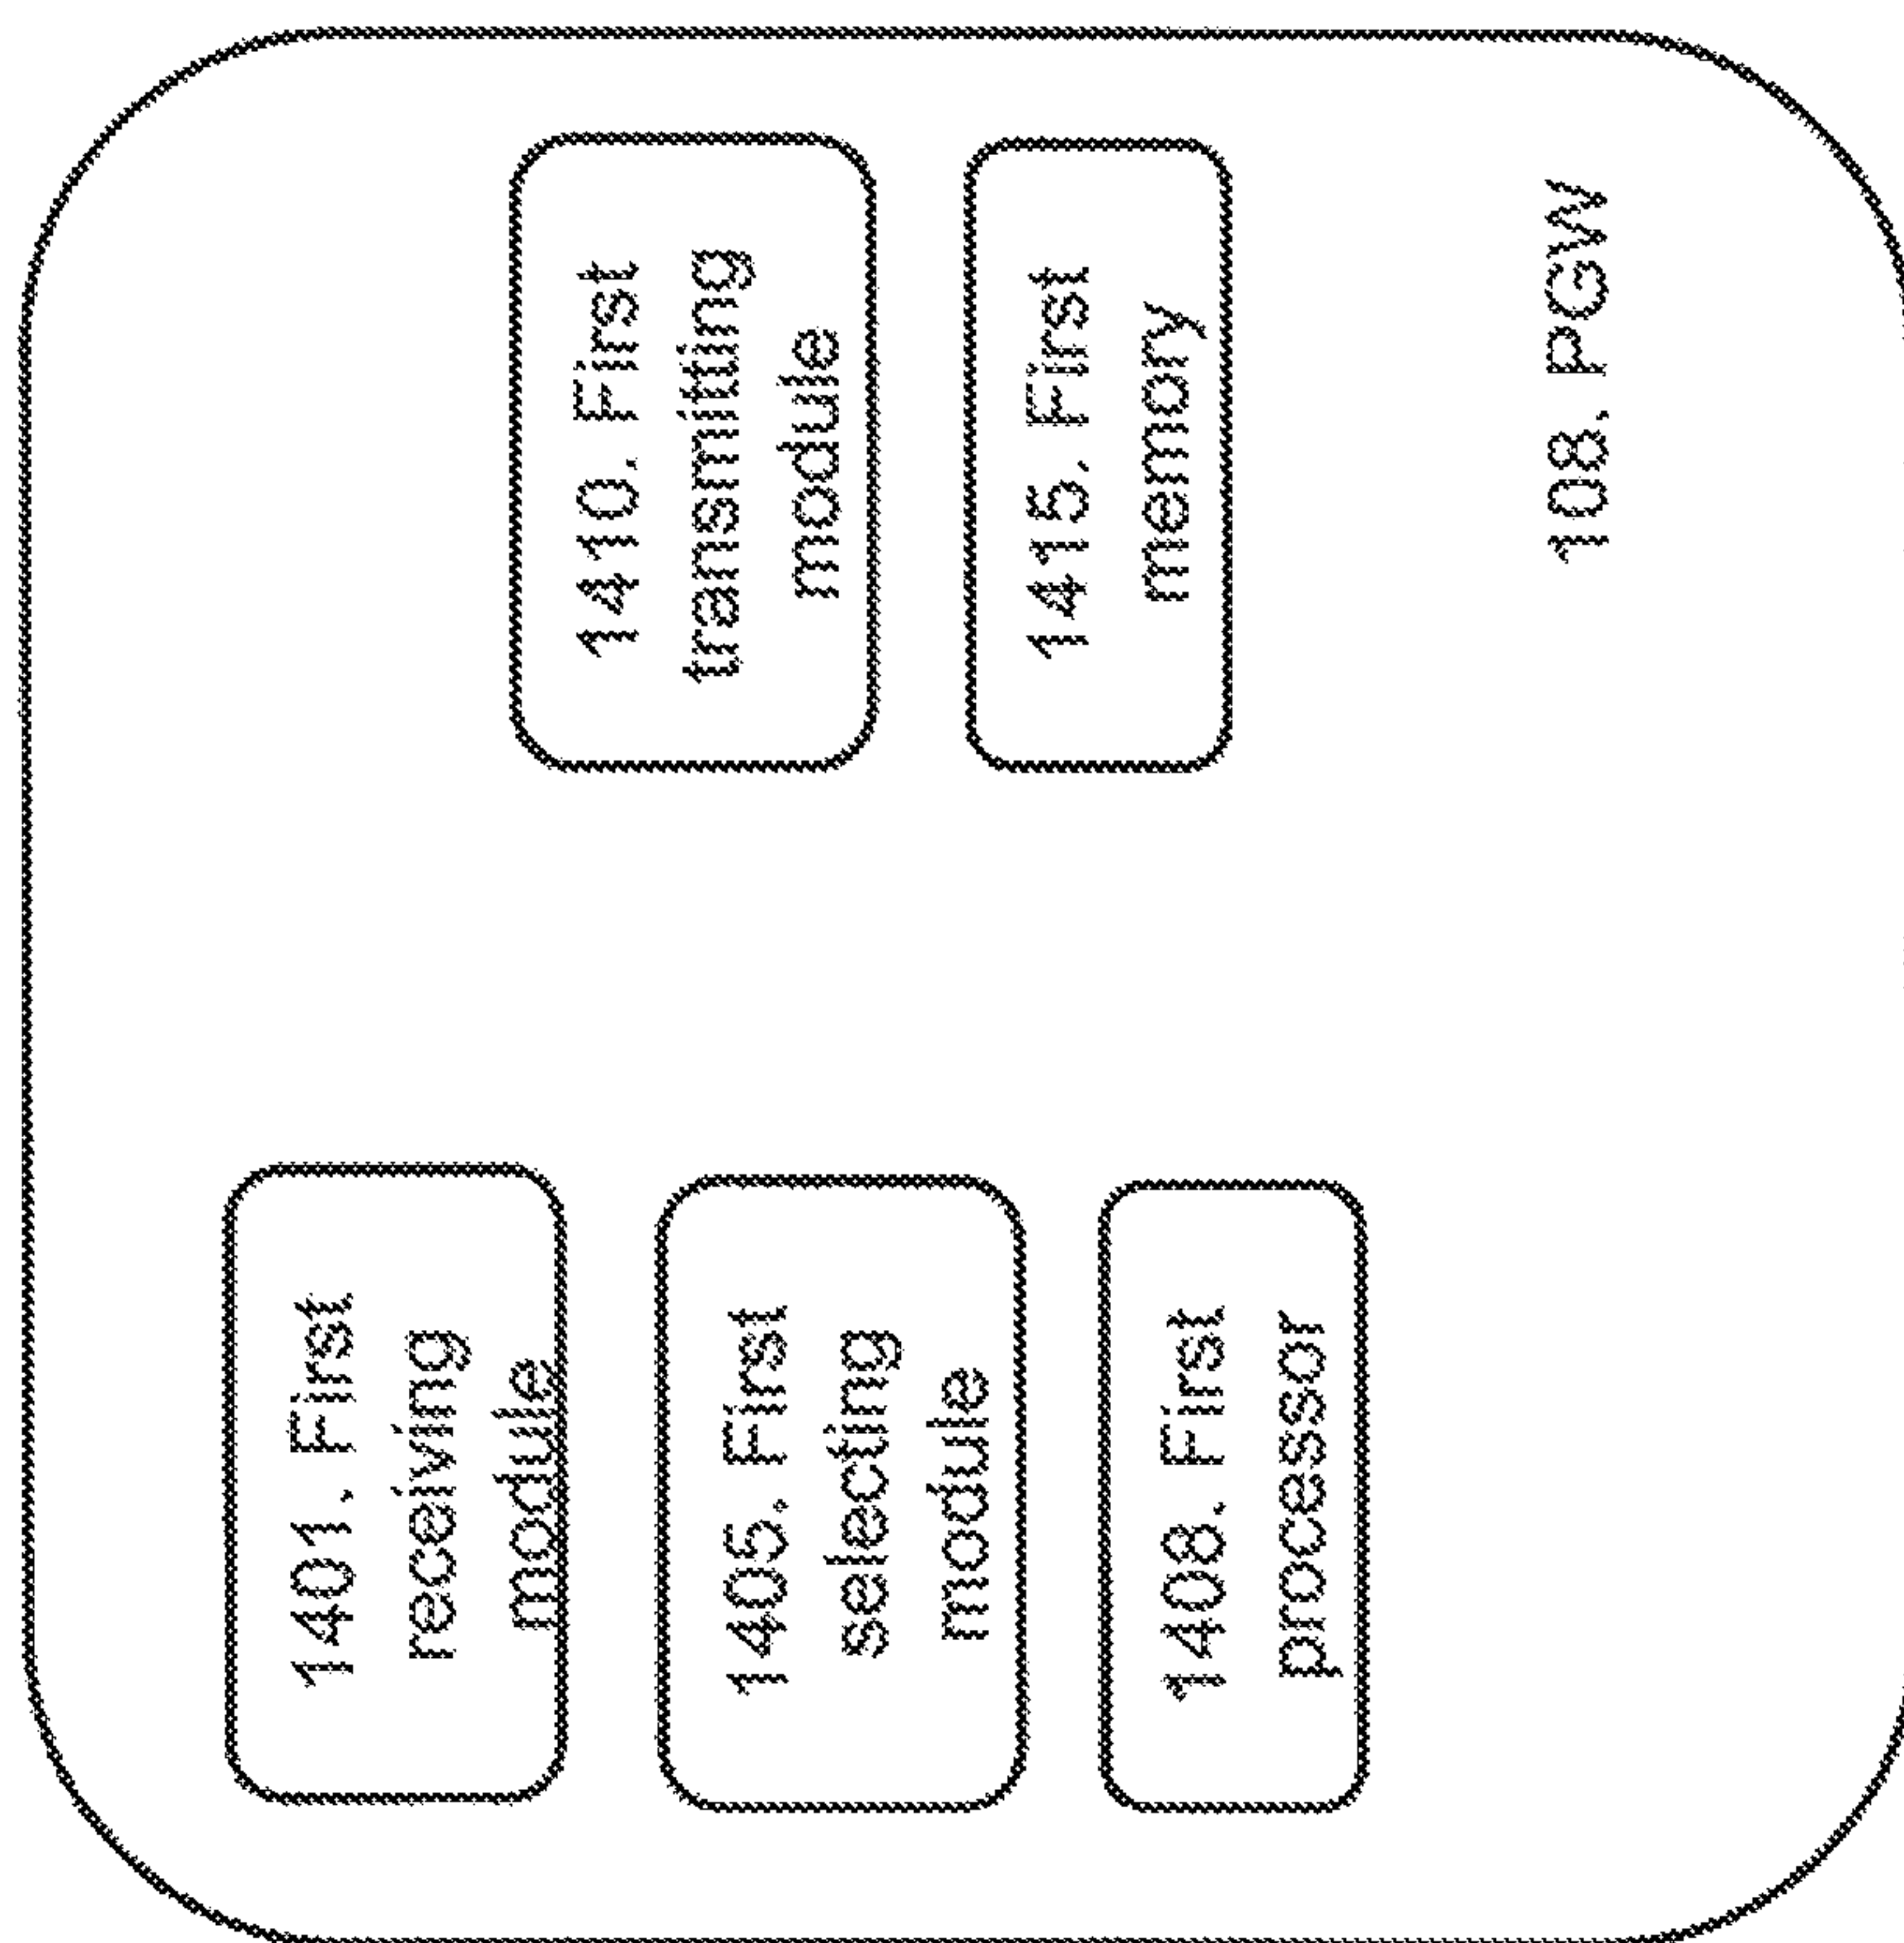 1401. First
receiving
module
1405. First
selecting
module
1408. First
processor
1410. First
transmitting
module
1415. First
memory
108. PGW